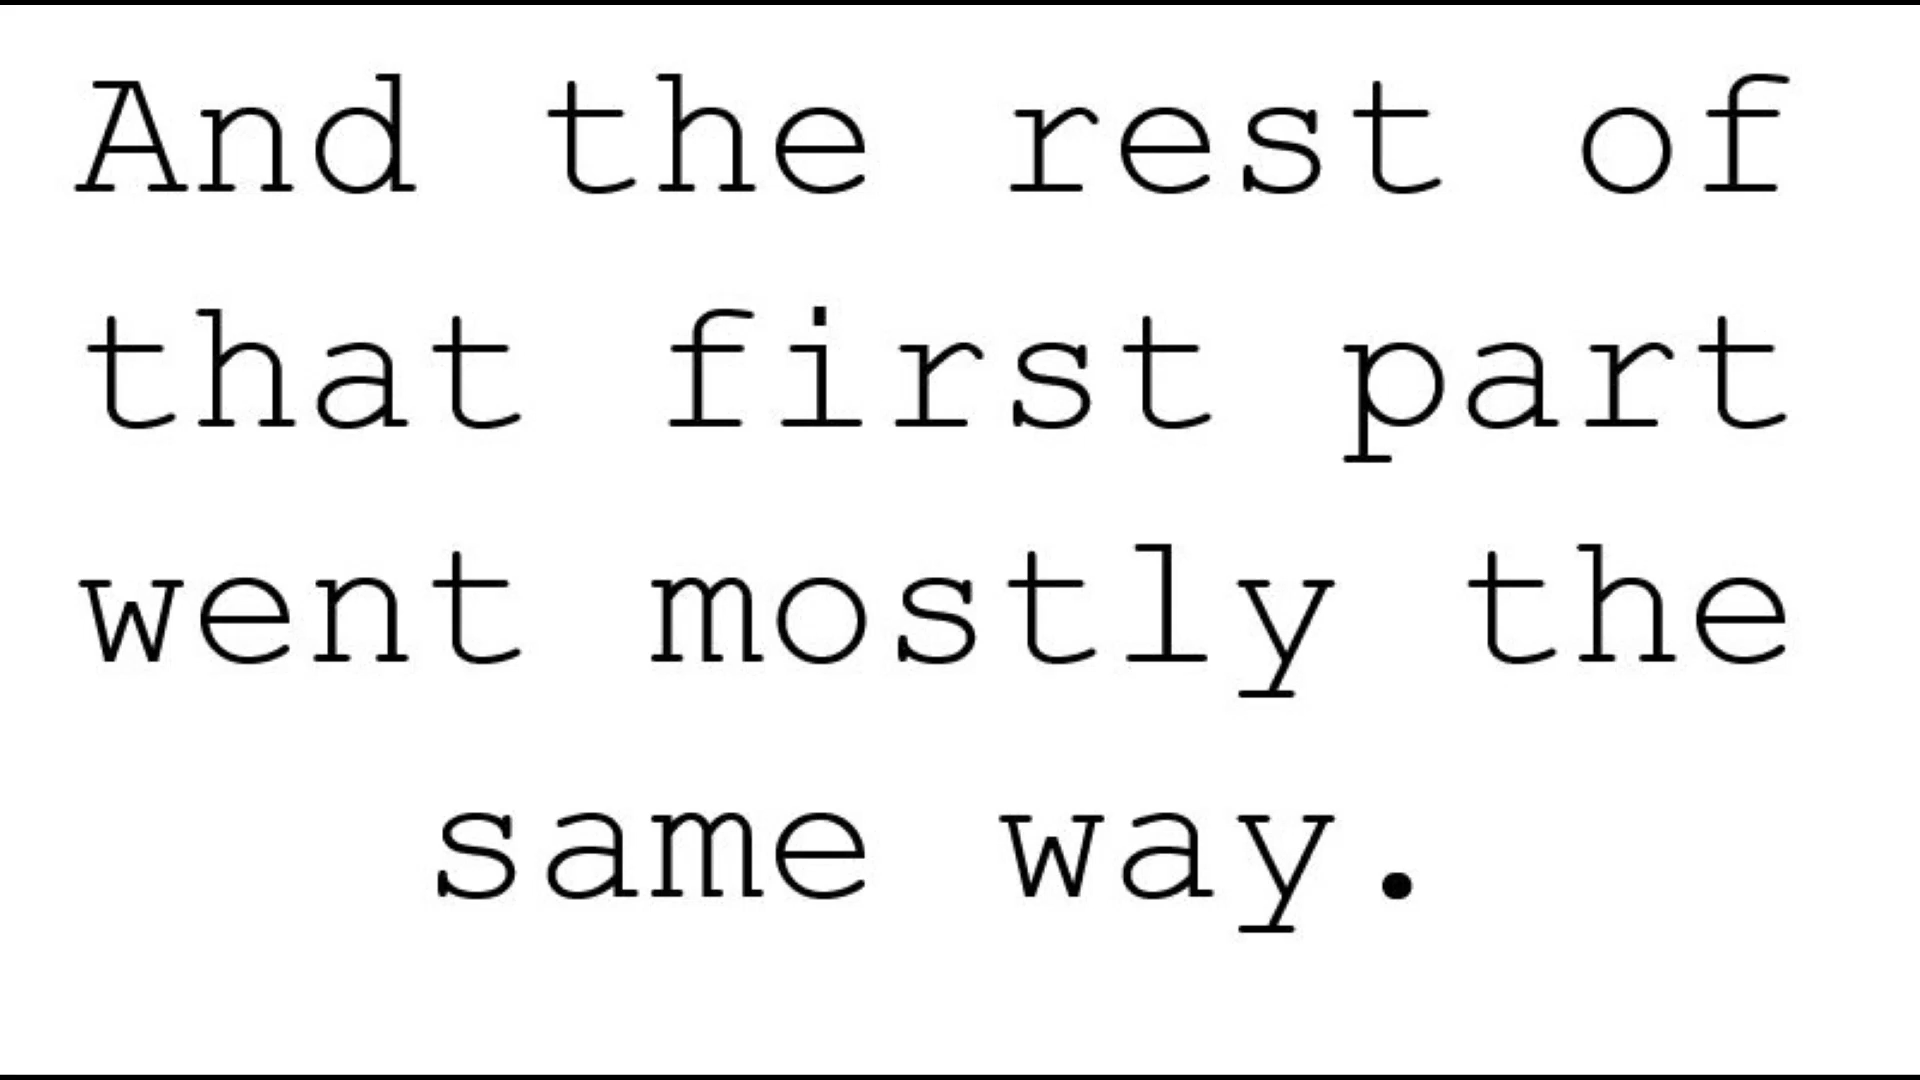 And the rest of
that first part
went mostly the
same way.